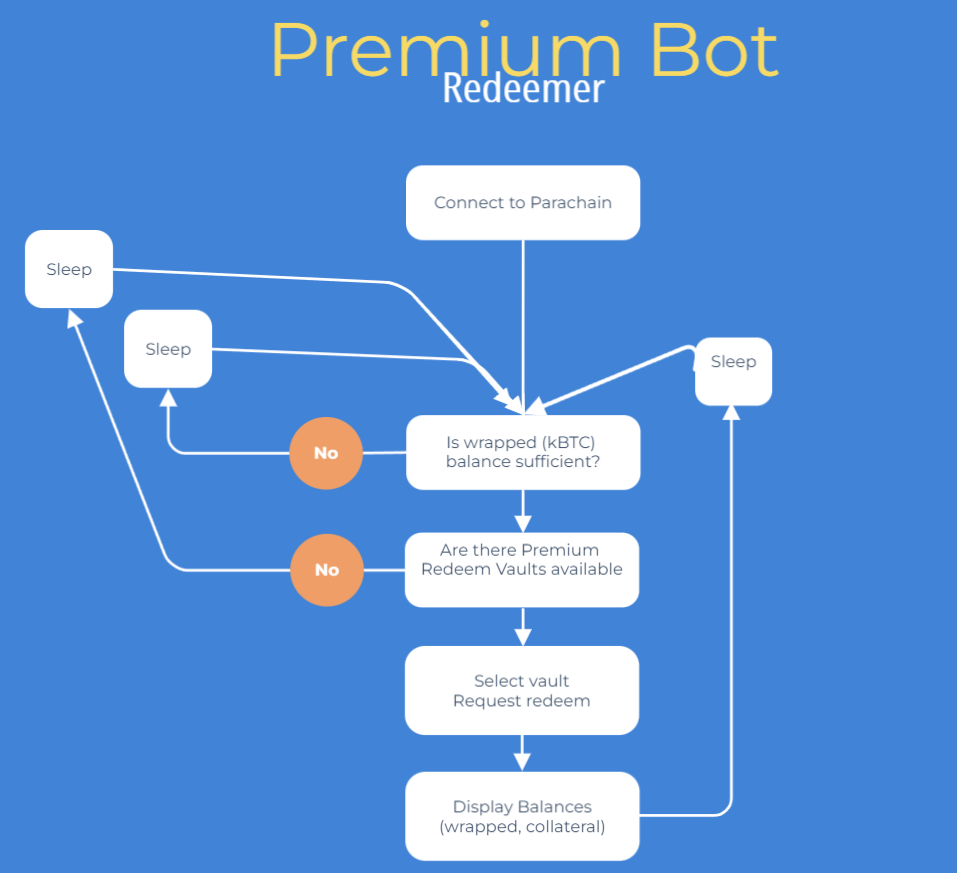 Premium Bot
Redeemer
Connect to Parachain
Sleep
Sleep
Sleep
Is wrapped (kBTC)
balance sufficient?
No
Are there Premium
Redeem Vaults available
No
Select vault
Request redeem
Display Balances
(wrapped, collateral)